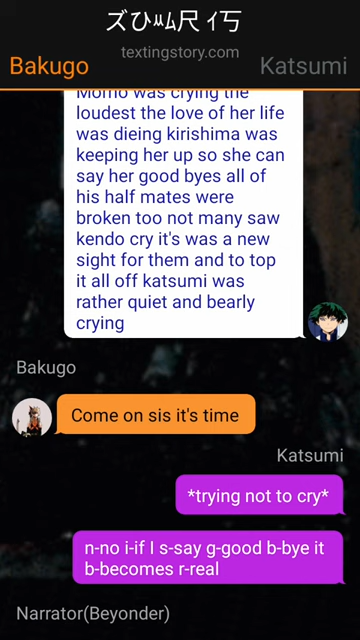 ズひﾶﾑ尺 ｲ丂
textingstory.com
Bakugo Katsumi
Momo was crying the
loudest the love of her life
was dieing kirishima was
keeping her up so she can
say her good byes all of
his half mates were
broken too not many saw
kendo cry it's was a new
sight for them and to top
it all off katsumi was
rather quiet and bearly
crying
Bakugo
Come on sis it's time
Katsumi
*trying not to cry*
n-no i-if I s-say g-good b-bye it
b-becomes r-real
Narrator(Beyonder)